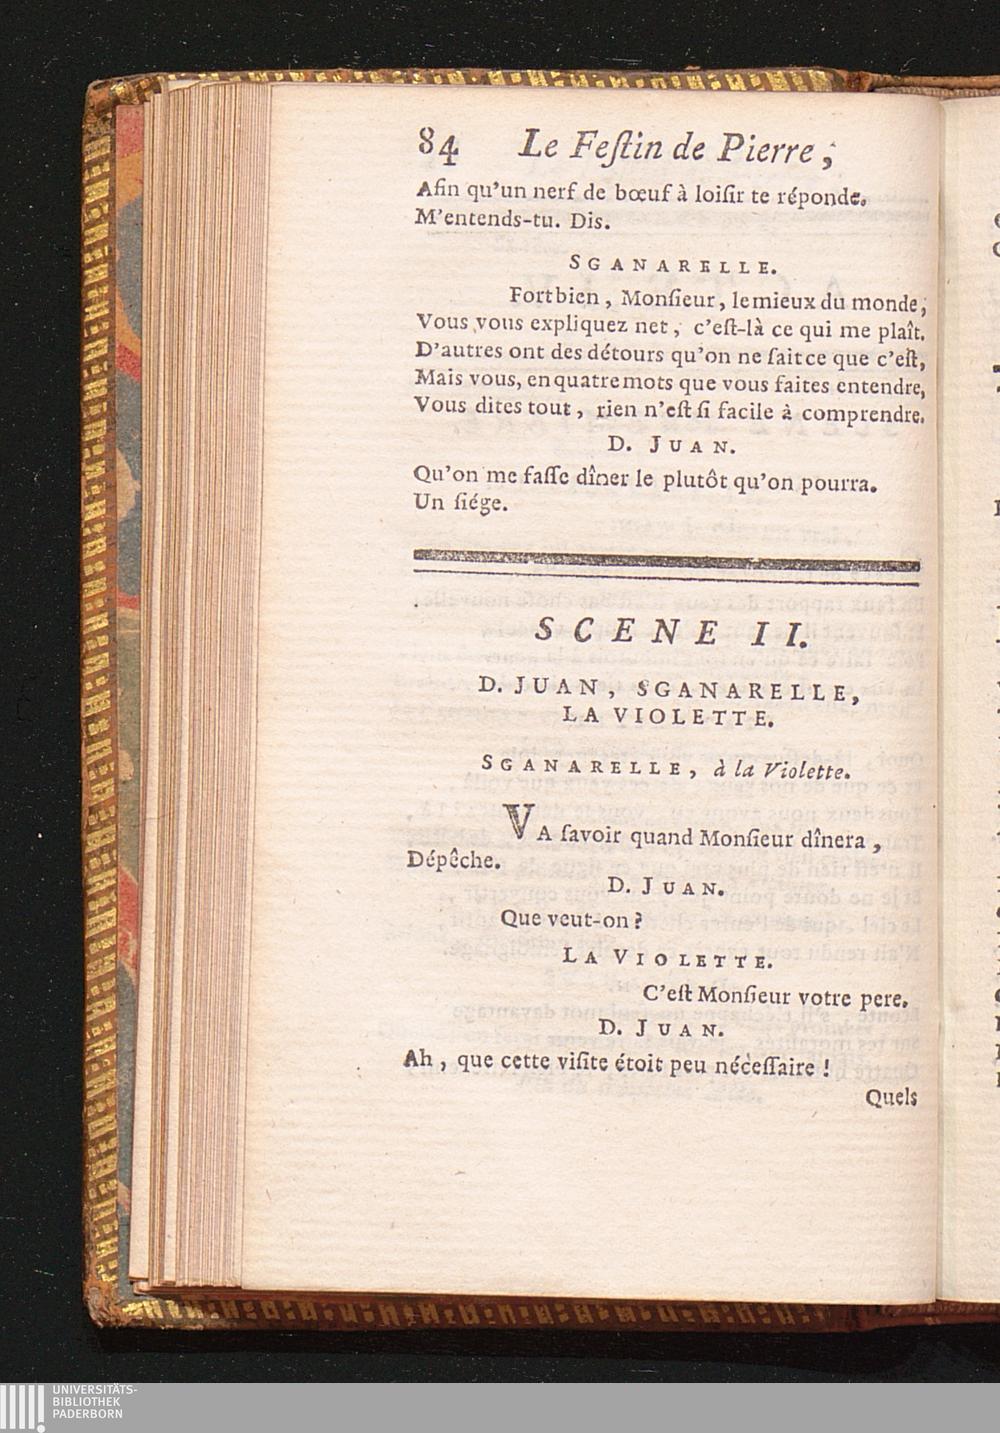 84 Le Feſtin de Pierre,
Afin qu'un nerf de bœuf à loiſir te réponde.
M'entends-tu. Dis.
SGANARELLE.
Fort bien, Monſieur, le mieux du monde,
Vous vous expliquez net, c'eſt-là ce qui me plaît.
D'autres ont des détours qu'on ne ſait ce que c'eſt,
Mais vous, en quatre mots que vous faites entendre,
Vous dites tout, rien n'eſt ſi facile à comprendre.
D. JUAN.
Qu'on me faſſe dîner le plutôt qu'on pourra.
Un ſiége.
SCENE II.
D. JUAN, SGANARELLE,
LA VIOLETTE.
SGANARELLE, à la Violette.
VA ſavoir quand Monſieur dînera,
Dépêche.
D. JUAN.
Que veut-on?
LA VIOLETTE.
C'eſt Monſieur votre pere.
D. JUAN.
Ah, que cette viſite étoit peu néceſſaire !
Quels
UNIVERSITÄTS-
BIBLIOTHEK
PADERBORN